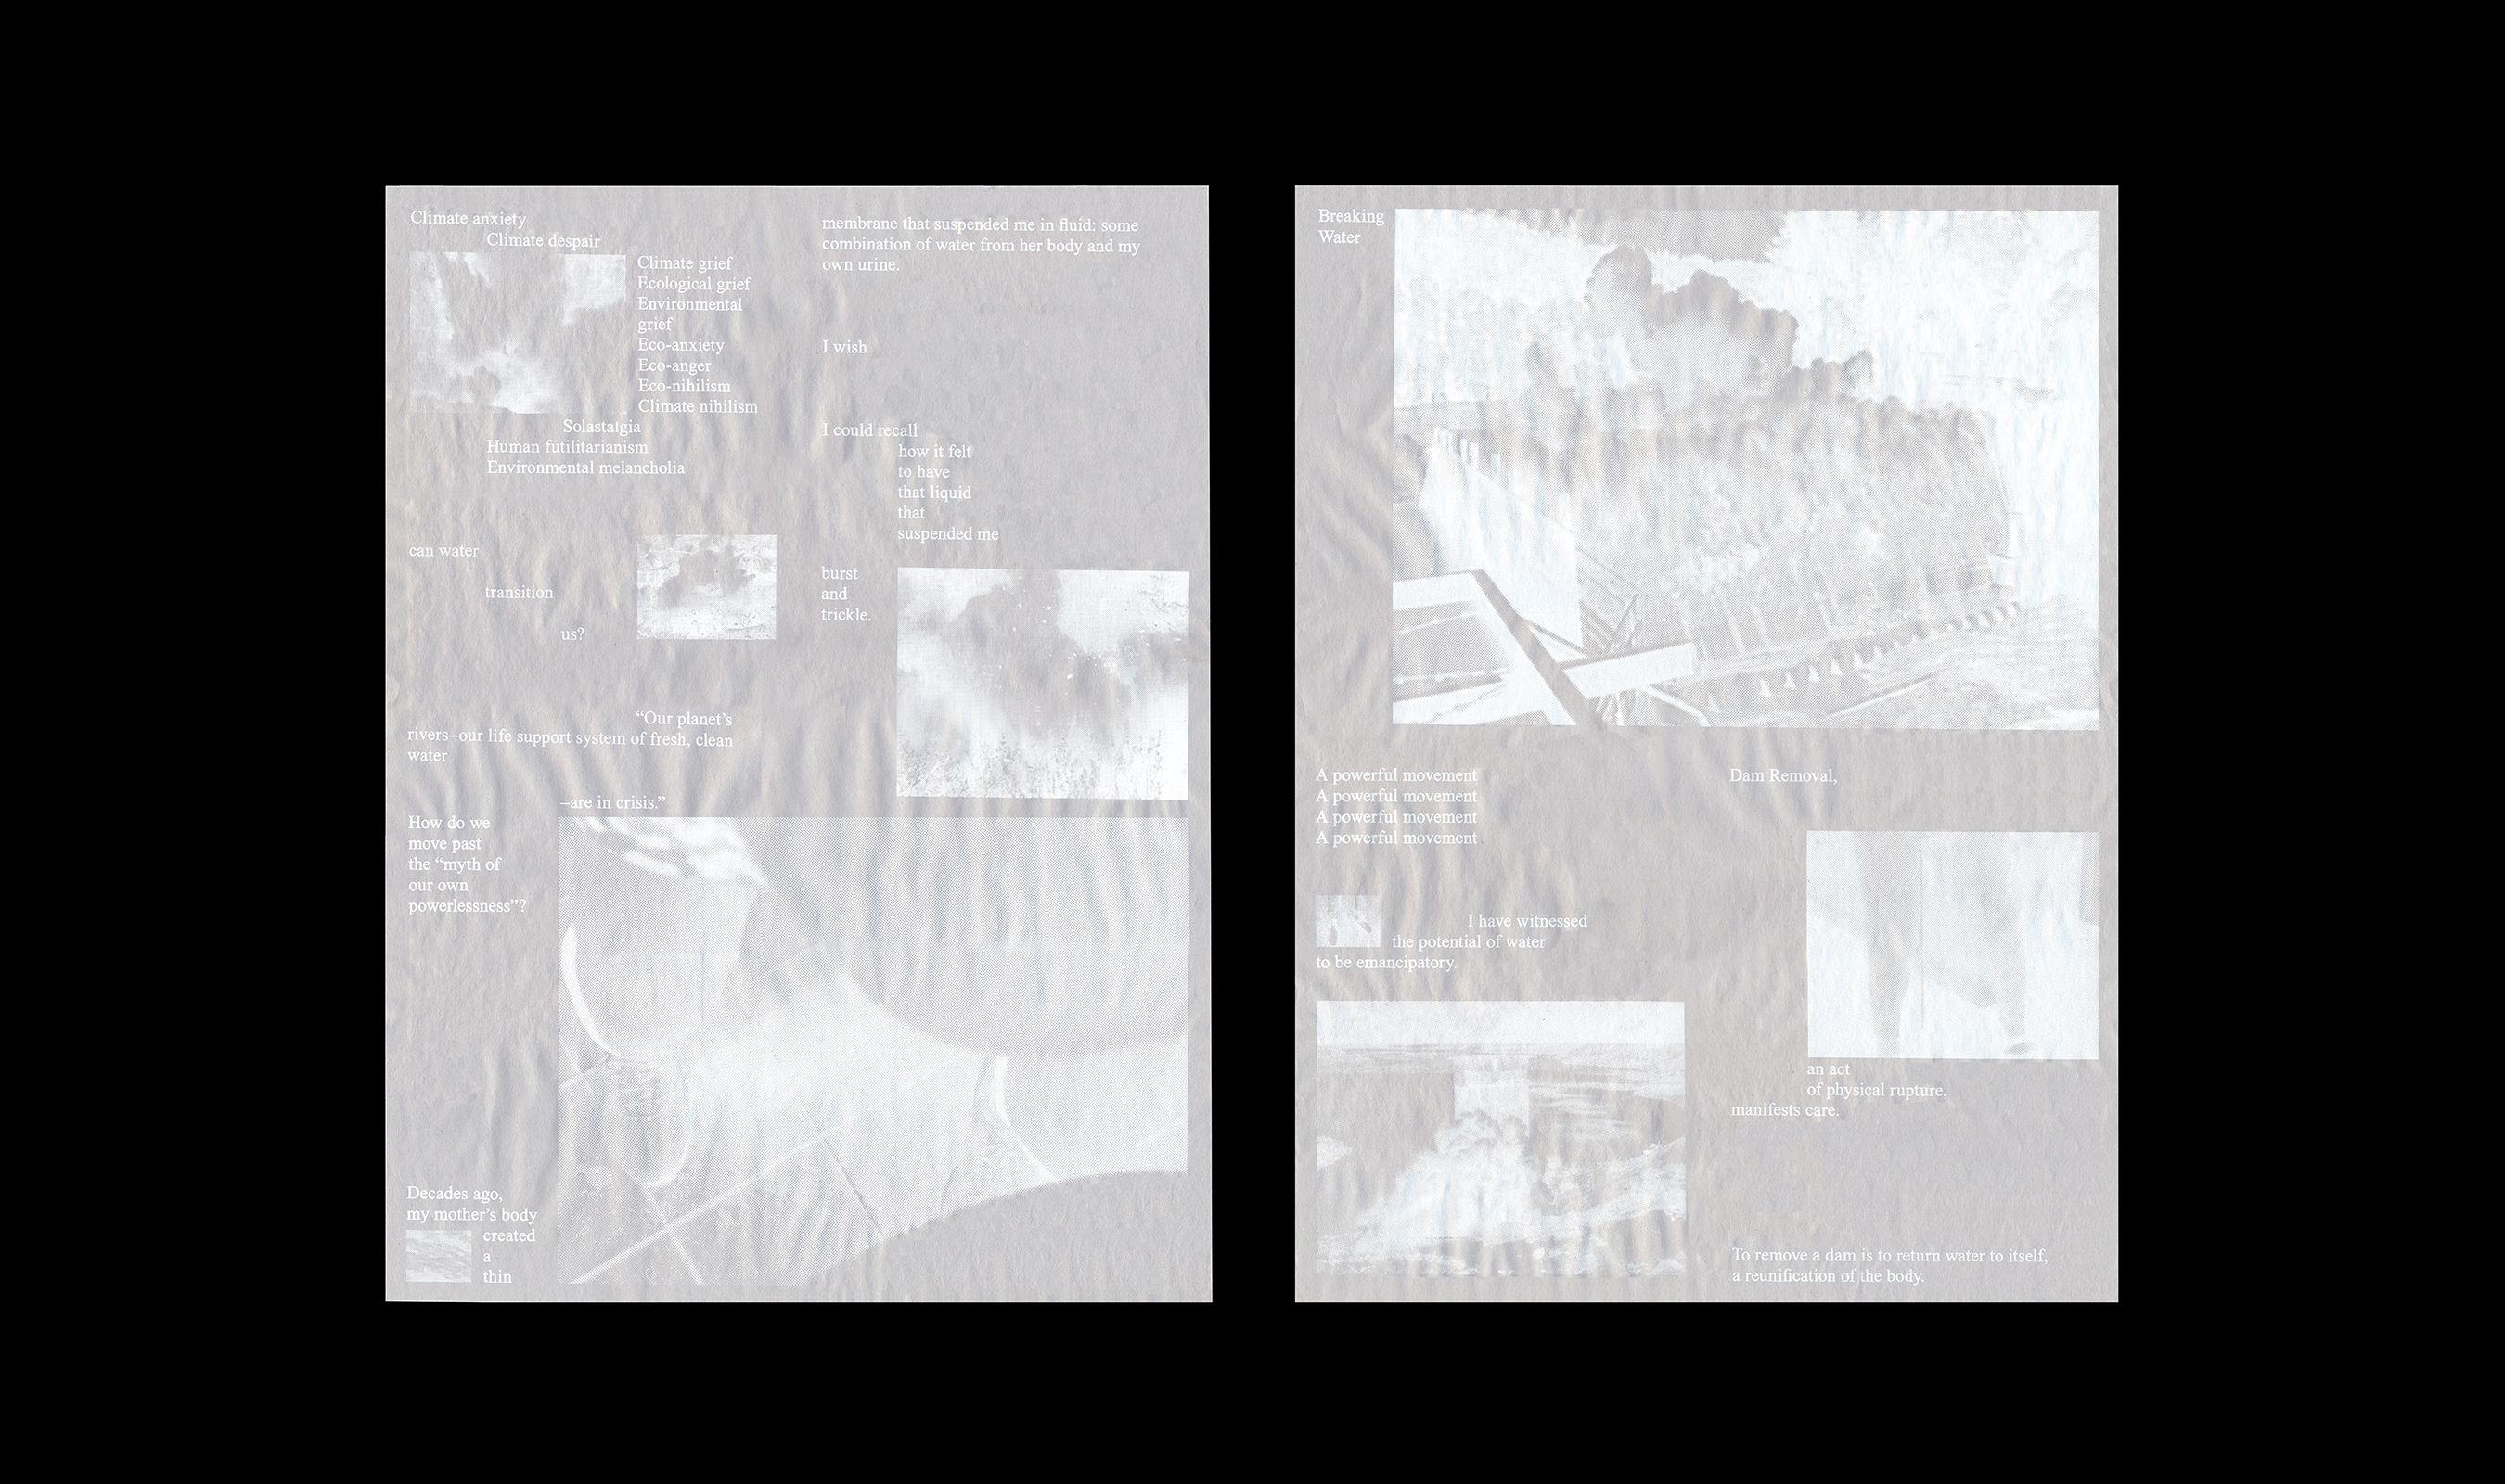 Climate anxiety
Climate despair
Climate grief
Ecological grief
Environmental
grief
Eco-anxiety
Eco-anger
Eco-nihilism
Climate nihilism
Solastalgia
Human futilitarianism
Environmental melancholia
can water
transition
us?
“Our planet’s
rivers–our life support system of fresh, clean
water
–are in crisis.”
How do we
move past
the “myth of
our own
powerlessness”?
Decades ago,
my mother’s body
created
a
thin
membrane that suspended me in fluid: some
combination of water from her body and my
own urine.
I wish
I could recall
how it felt
to have
that liquid
that
suspended me
burst
and
trickle.
Breaking
Water
A powerful movement
A powerful movement
A powerful movement
A powerful movement
I have witnessed
the potential of water
to be emancipatory.
Dam Removal,
an act
of physical rupture,
manifests care.
To remove a dam is to return water to itself,
a reunification of the body.